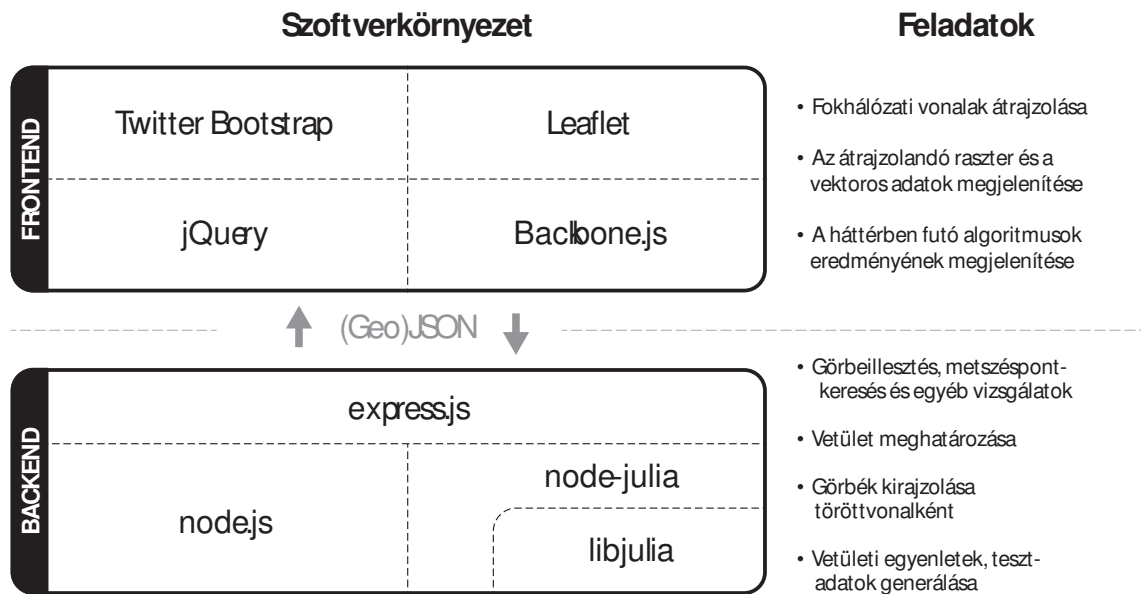 Szoftverkörnyezet
Feladatok
FRONTEND
Twitter Bootstrap
Leaflet
jQuery
Backbone.js
• Fokhálózati vonalak átrajzolása
• Az átrajzolandó raszter és a
vektoros adatok megjelenítése
• A háttérben futó algoritmusok
eredményének megjelenítése
(Geo)JSON
BACKEND
express.js
node.js
node-julia
libjulia
• Görbeillesztés, metszéspont-
keresés és egyéb vizsgálatok
• Vetület meghatározása
• Görbék kirajzolása
töröttvonalként
• Vetületi egyenletek, teszt-
adatok generálása